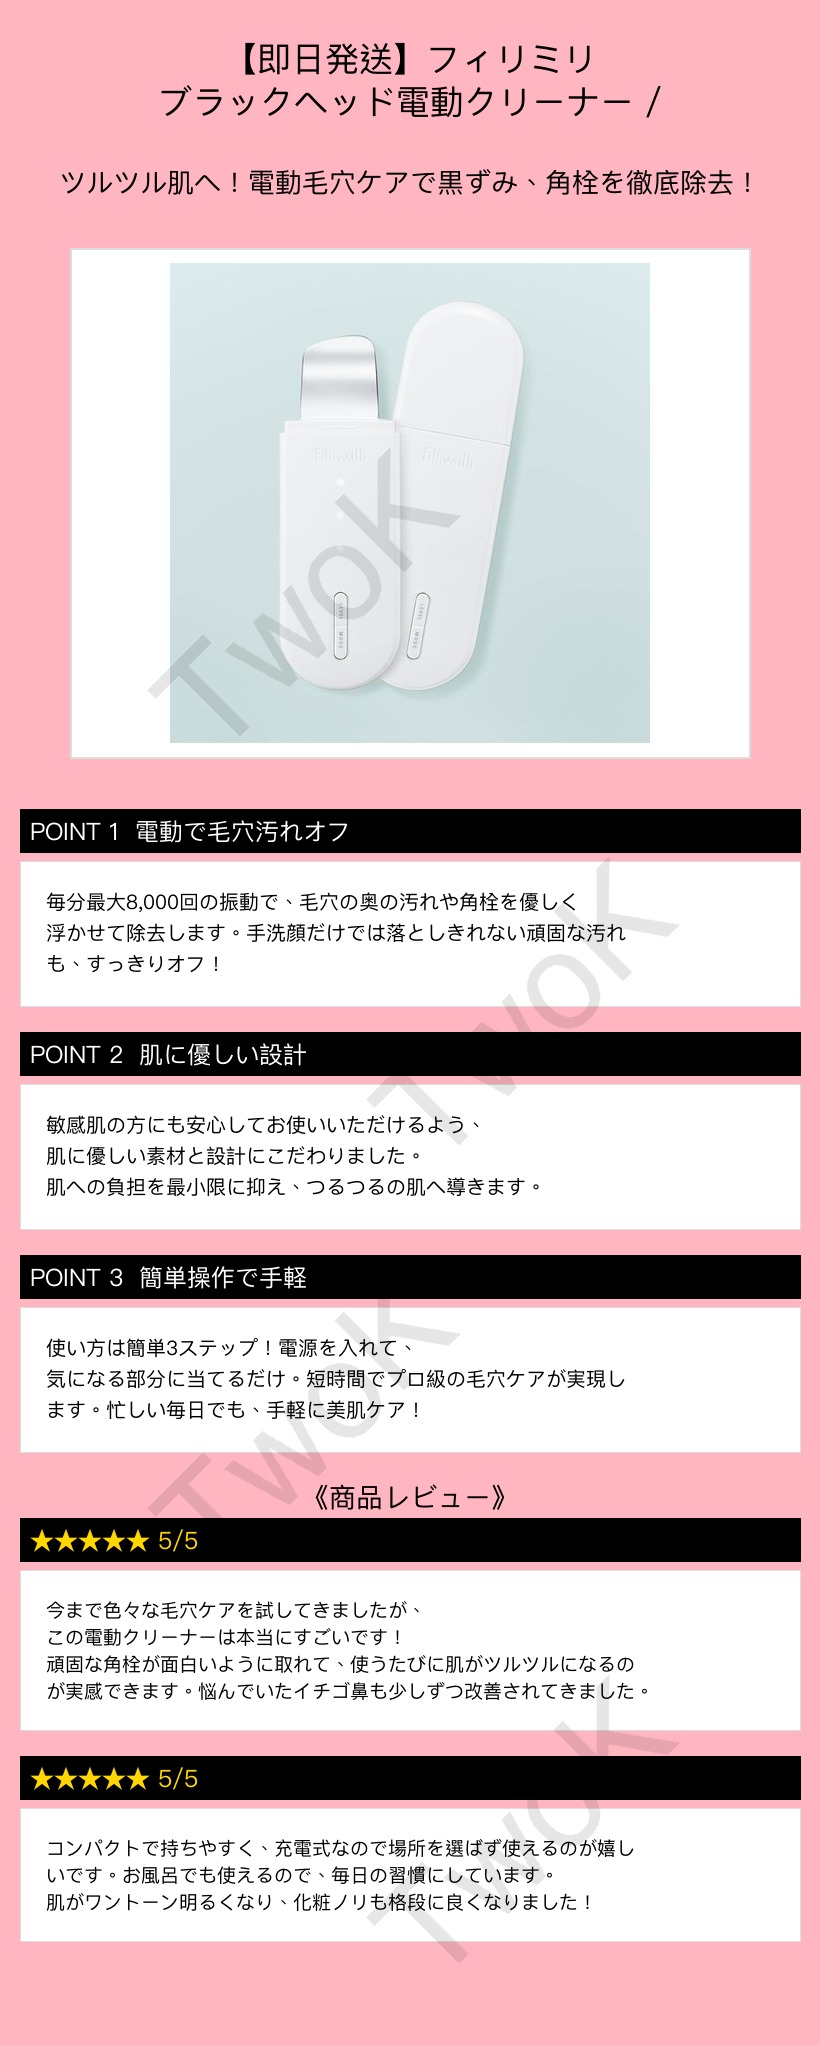 【即日発送】フィリミリ
ブラックヘッド電動クリーナー /
ツルツル肌へ！電動毛穴ケアで黒ずみ、角栓を徹底除去！
fillimilli
fillimilli
LEVEL MODE
LEVEL MODE
TwoK
POINT 1 電動で毛穴汚れオフ
毎分最大8,000回の振動で、毛穴の奥の汚れや角栓を優しく
浮かせて除去します。手洗顔だけでは落としきれない頑固な汚れ
も、すっきりオフ！
TwoK
POINT 2 肌に優しい設計
敏感肌の方にも安心してお使いいただけるよう、
肌に優しい素材と設計にこだわりました。
肌への負担を最小限に抑え、つるつるの肌へ導きます。
POINT 3 簡単操作で手軽
使い方は簡単3ステップ！電源を入れて、
気になる部分に当てるだけ。短時間でプロ級の毛穴ケアが実現し
ます。忙しい毎日でも、手軽に美肌ケア！
TwoK
《商品レビュー》
★★★★★ 5/5
今まで色々な毛穴ケアを試してきましたが、
この電動クリーナーは本当にすごいです！
頑固な角栓が面白いように取れて、使うたびに肌がツルツルになるの
が実感できます。悩んでいたイチゴ鼻も少しずつ改善されてきました。
★★★★★ 5/5
コンパクトで持ちやすく、充電式なので場所を選ばず使えるのが嬉し
いです。お風呂でも使えるので、毎日の習慣にしています。
肌がワントーン明るくなり、化粧ノリも格段に良くなりました！
TwoK